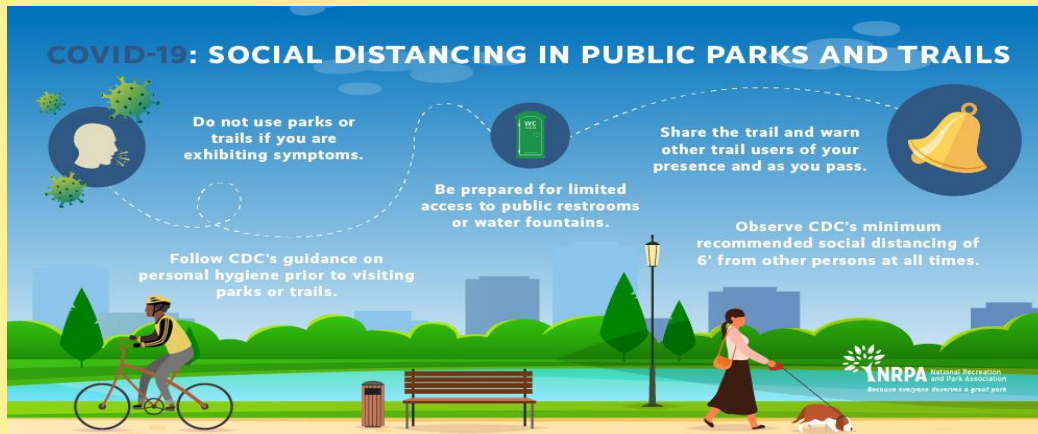 COVID-19: SOCIAL DISTANCING IN PUBLIC PARKS AND TRAILS
Do not use parks or
trails if you are
exhibiting symptoms.
Follow CDC's guidance on
personal hygiene prior to visiting
parks or trails.
WC
Be prepared for limited
access to public restrooms
or water fountains.
Share the trail and warn
other trail users of your
presence and as you pass.
Observe CDC's minimum
recommended social distancing of
6' from other persons at all times.
NRPA National Recreation
and Park Association
Because everyone deserves a great park